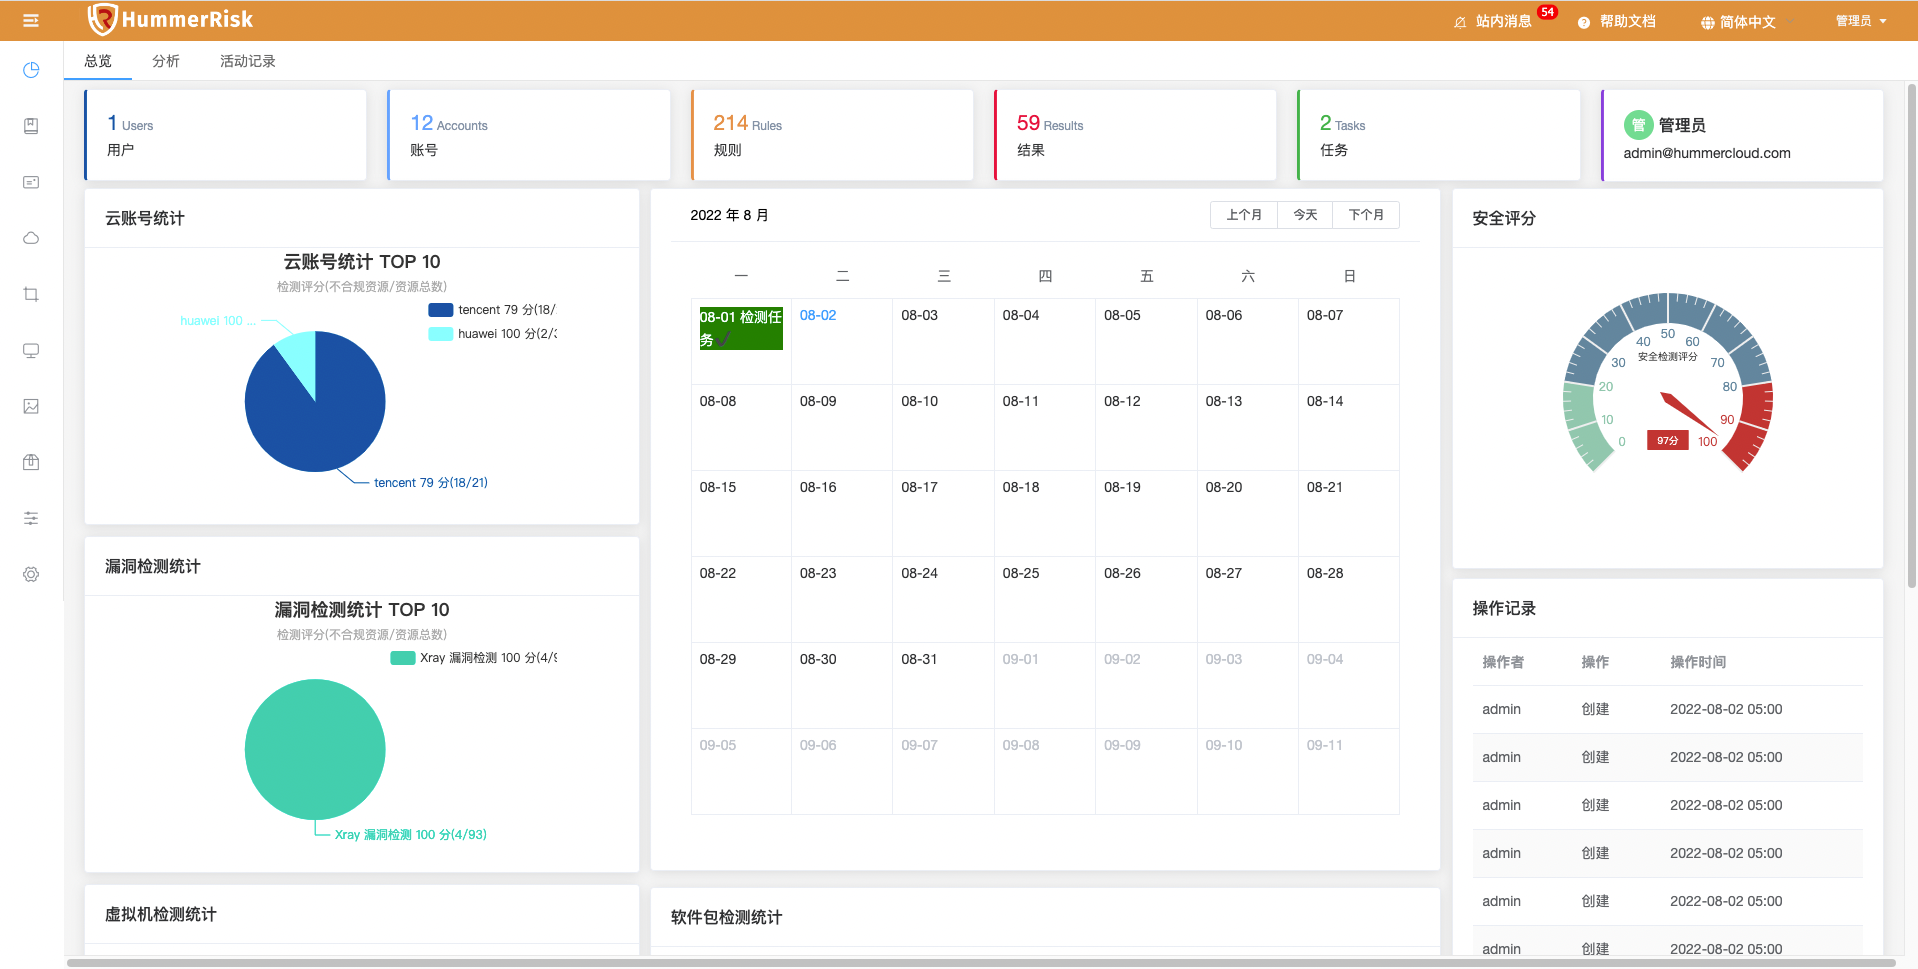 HummerRisk
站内消息 54
帮助文档
简体中文
管理员
总览
分析
活动记录
1 Users
用户
12 Accounts
账号
214 Rules
规则
59 Results
结果
2 Tasks
任务
管 管理员
admin@hummercloud.com
云账号统计
云账号统计 TOP 10
检测评分(不合规资源/资源总数)
tencent 79 分(18/
huawei 100 分(2/3
huawei 100 ...
tencent 79 分(18/21)
漏洞检测统计
漏洞检测统计 TOP 10
检测评分(不合规资源/资源总数)
Xray 漏洞检测 100 分(4/9
Xray 漏洞检测 100 分(4/93)
虚拟机检测统计
2022 年 8 月
上个月 今天 下个月
一 二 三 四 五 六 日
08-01 检测任
务✔
08-02 08-03 08-04 08-05 08-06 08-07
08-08 08-09 08-10 08-11 08-12 08-13 08-14
08-15 08-16 08-17 08-18 08-19 08-20 08-21
08-22 08-23 08-24 08-25 08-26 08-27 08-28
08-29 08-30 08-31 09-01 09-02 09-03 09-04
09-05 09-06 09-07 09-08 09-09 09-10 09-11
软件包检测统计
安全评分
0 10 20 30 40 50 60 70 80 90 100
安全检测评分
97分
操作记录
操作者 操作 操作时间
admin 创建 2022-08-02 05:00
admin 创建 2022-08-02 05:00
admin 创建 2022-08-02 05:00
admin 创建 2022-08-02 05:00
admin 创建 2022-08-02 05:00
admin 创建 2022-08-02 05:00